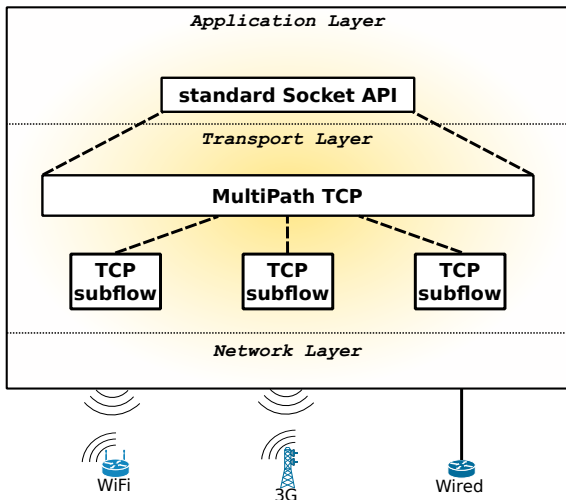 Application Layer
standard Socket API
Transport Layer
MultiPath TCP
TCP
subflow
TCP
subflow
TCP
subflow
Network Layer
WiFi
3G
Wired